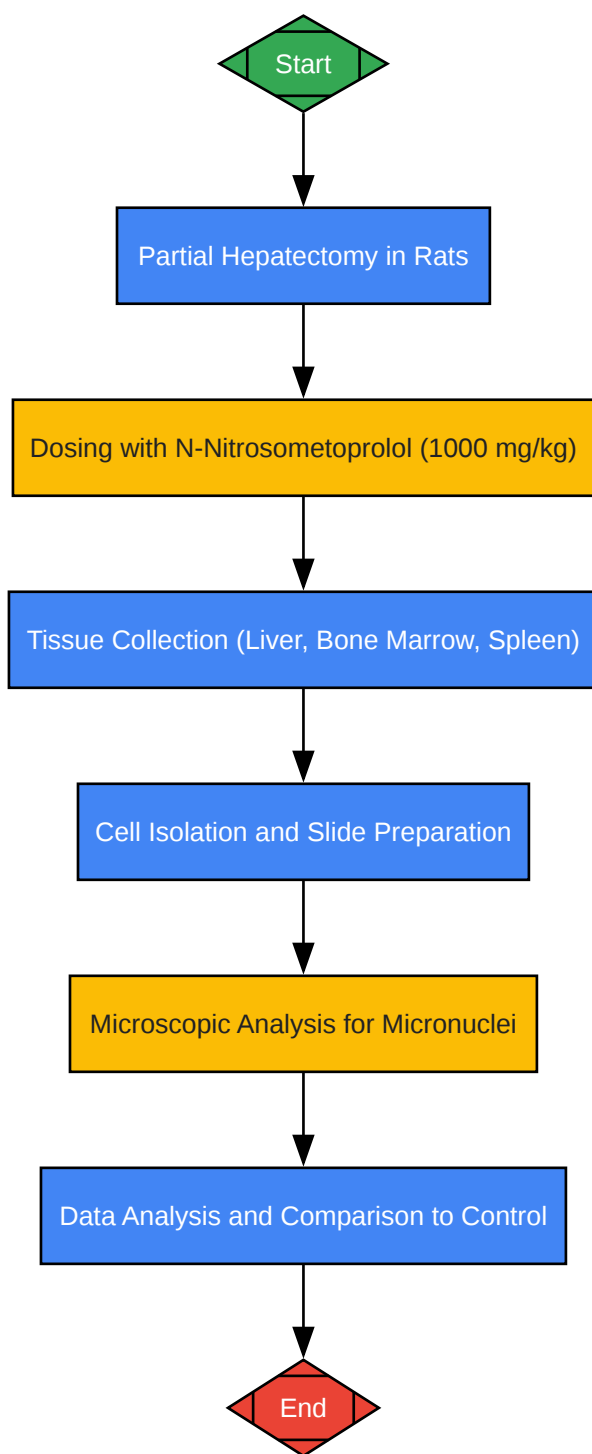 Start
Partial Hepatectomy in Rats
Dosing with N-Nitrosometoprolol (1000 mg/kg)
Tissue Collection (Liver, Bone Marrow, Spleen)
Cell Isolation and Slide Preparation
Microscopic Analysis for Micronuclei
Data Analysis and Comparison to Control
End